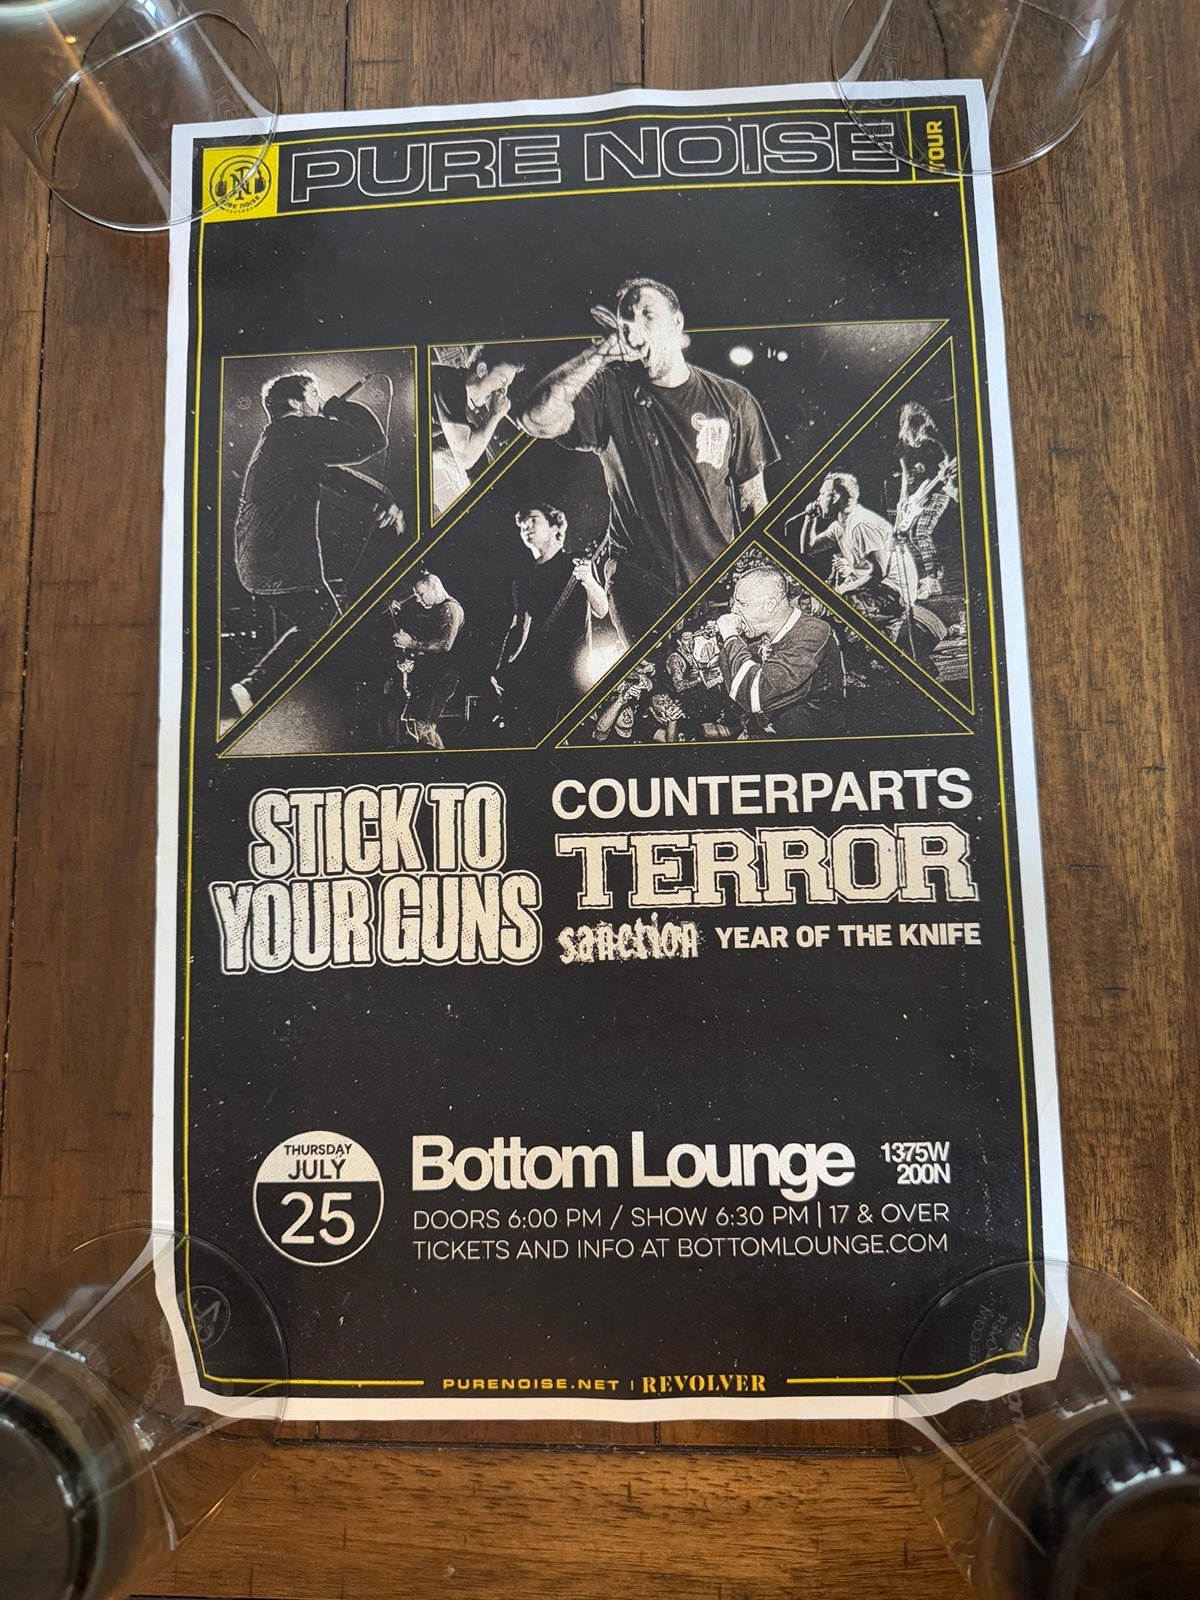 PURE NOISE TOUR
PURE NOISE
RECORDS
STICK TO
YOUR GUNS
COUNTERPARTS
TERROR
sanction YEAR OF THE KNIFE
THURSDAY
JULY
25
Bottom Lounge
1375W
200N
DOORS 6:00 PM / SHOW 6:30 PM | 17 & OVER
TICKETS AND INFO AT BOTTOMLOUNGE.COM
PURENOISE.NET | REVOLVER